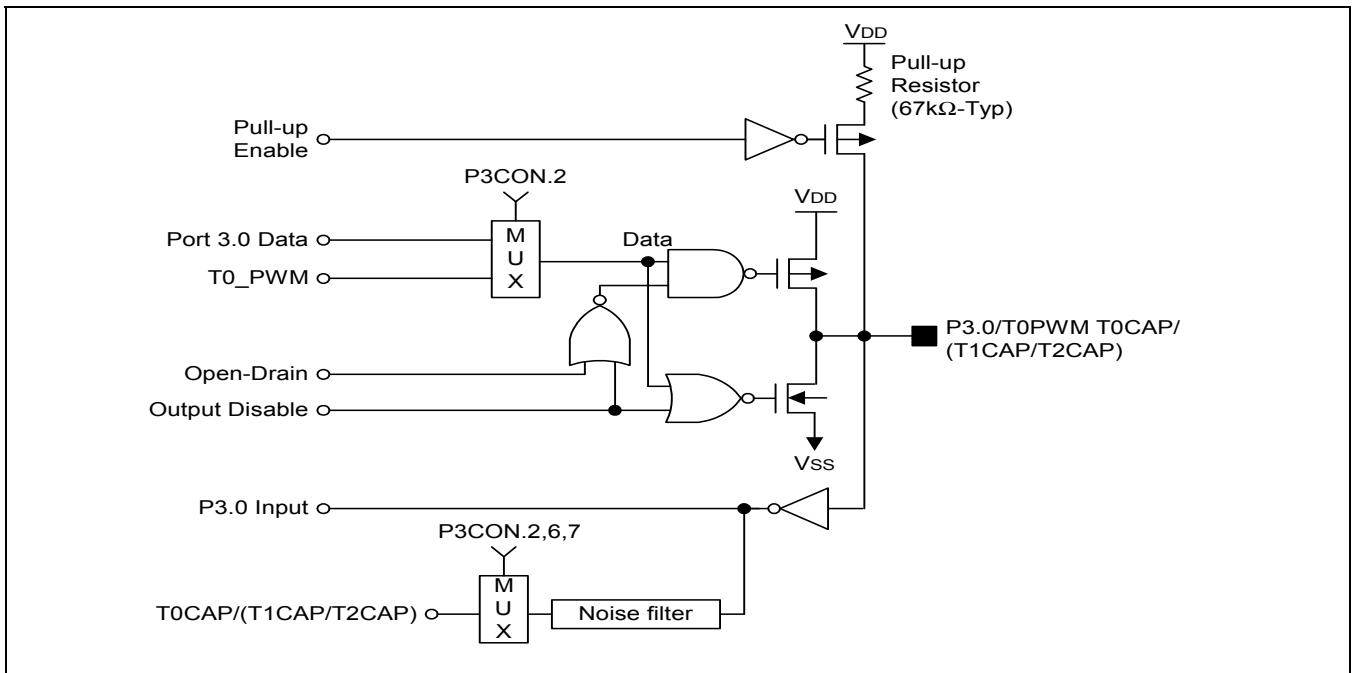 VDD
Pull-up
Resistor
(67kΩ-Typ)
Pull-up
Enable
P3CON.2
VDD
Port 3.0 Data
MUX
Data
T0_PWM
P3.0/T0PWM T0CAP/
(T1CAP/T2CAP)
Open-Drain
Output Disable
VSS
P3.0 Input
P3CON.2,6,7
T0CAP/(T1CAP/T2CAP)
MUX
Noise filter